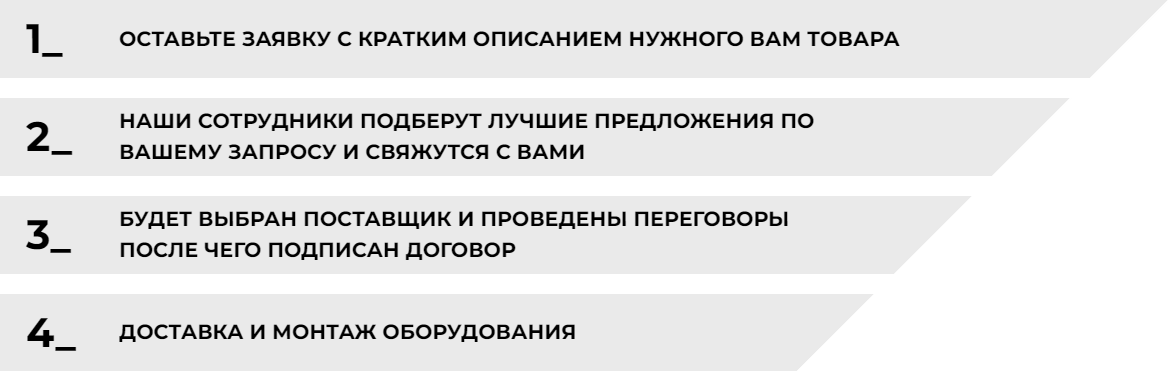 1_ ОСТАВЬТЕ ЗАЯВКУ С КРАТКИМ ОПИСАНИЕМ НУЖНОГО ВАМ ТОВАРА
2_ НАШИ СОТРУДНИКИ ПОДБЕРУТ ЛУЧШИЕ ПРЕДЛОЖЕНИЯ ПО
ВАШЕМУ ЗАПРОСУ И СВЯЖУТСЯ С ВАМИ
3_ БУДЕТ ВЫБРАН ПОСТАВЩИК И ПРОВЕДЕНЫ ПЕРЕГОВОРЫ
ПОСЛЕ ЧЕГО ПОДПИСАН ДОГОВОР
4_ ДОСТАВКА И МОНТАЖ ОБОРУДОВАНИЯ